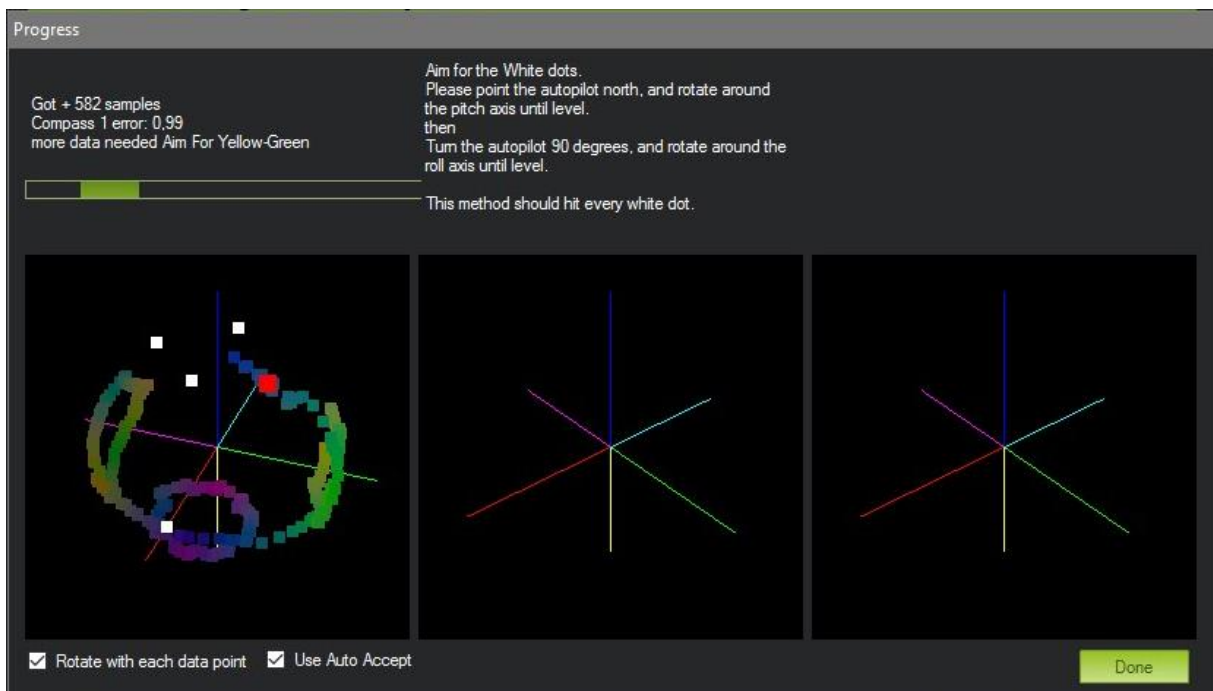 Progress
Got + 582 samples
Compass 1 error: 0,99
more data needed Aim For Yellow-Green
Aim for the White dots.
Please point the autopilot north, and rotate around
the pitch axis until level.
then
Turn the autopilot 90 degrees, and rotate around the
roll axis until level.
This method should hit every white dot.
Rotate with each data point
Use Auto Accept
Done